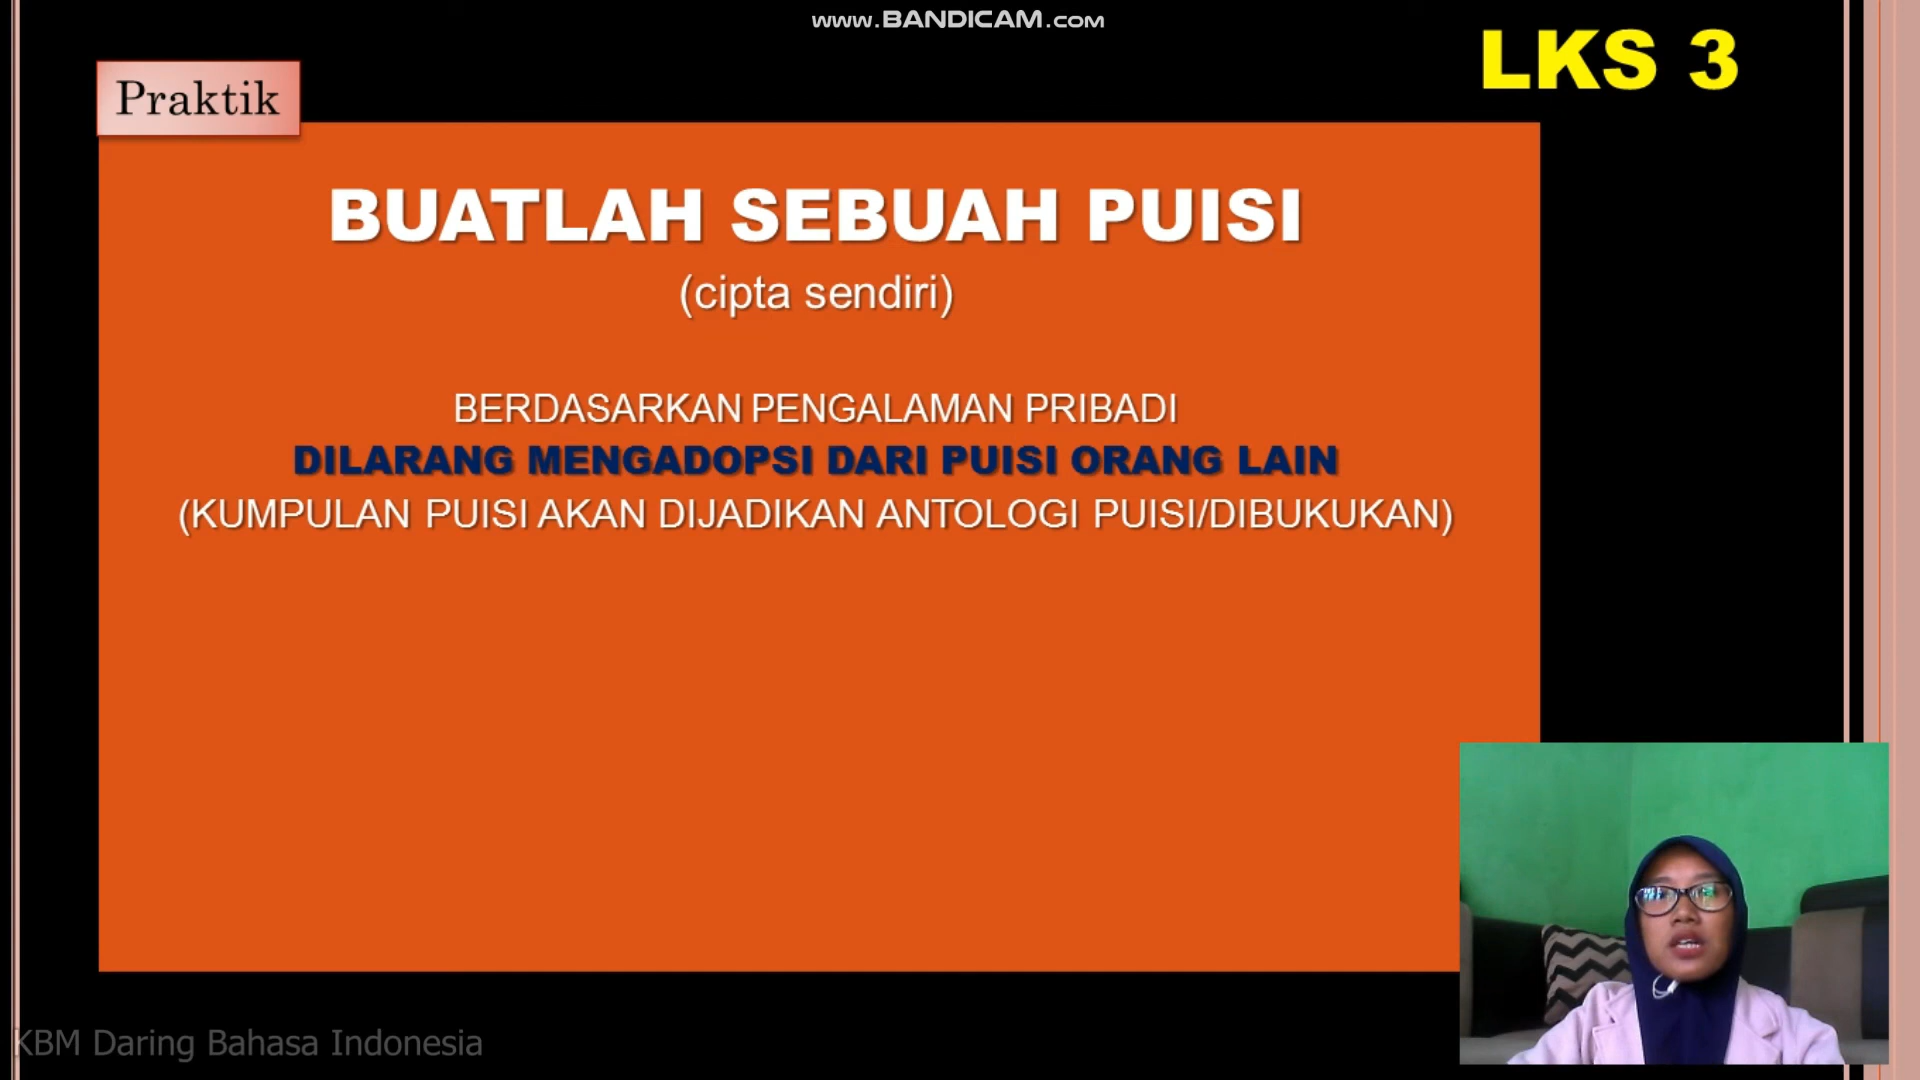 www.BANDICAM.com
LKS 3
Praktik
BUATLAH SEBUAH PUISI
(cipta sendiri)
BERDASARKAN PENGALAMAN PRIBADI
DILARANG MENGADOPSI DARI PUISI ORANG LAIN
(KUMPULAN PUISI AKAN DIJADIKAN ANTOLOGI PUISI/DIBUKUKAN)
KBM Daring Bahasa Indonesia